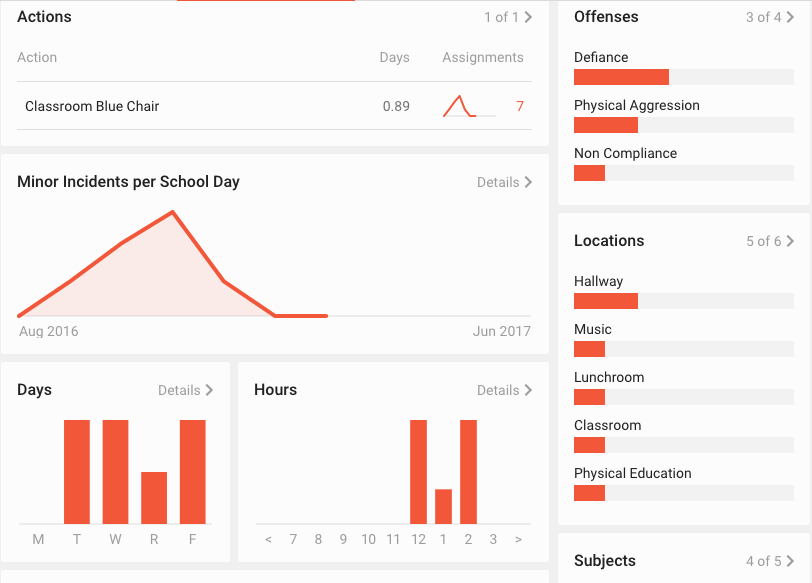 Actions
1 of 1
Action Days Assignments
Classroom Blue Chair 0.89 7
Minor Incidents per School Day Details
Aug 2016 Jun 2017
Days Details
M T W R F
Hours Details
< 7 8 9 10 11 12 1 2 3 >
Offenses 3 of 4
Defiance
Physical Aggression
Non Compliance
Locations 5 of 6
Hallway
Music
Lunchroom
Classroom
Physical Education
Subjects 4 of 5